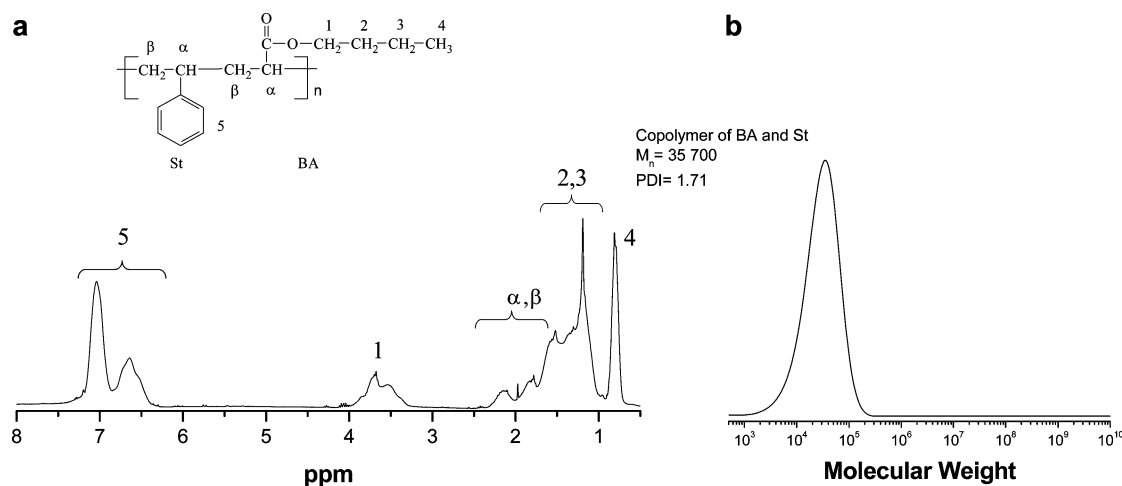 a
b
O
1 2 3 4
C—O—CH₂—CH₂—CH₂—CH₃
β α
CH₂—CH—CH₂—CH
β α
n
5
St BA
Copolymer of BA and St
Mₙ= 35 700
PDI= 1.71
2,3
5
4
α,β
1
8 7 6 5 4 3 2 1
ppm
10³ 10⁴ 10⁵ 10⁶ 10⁷ 10⁸ 10⁹ 10¹⁰
Molecular Weight